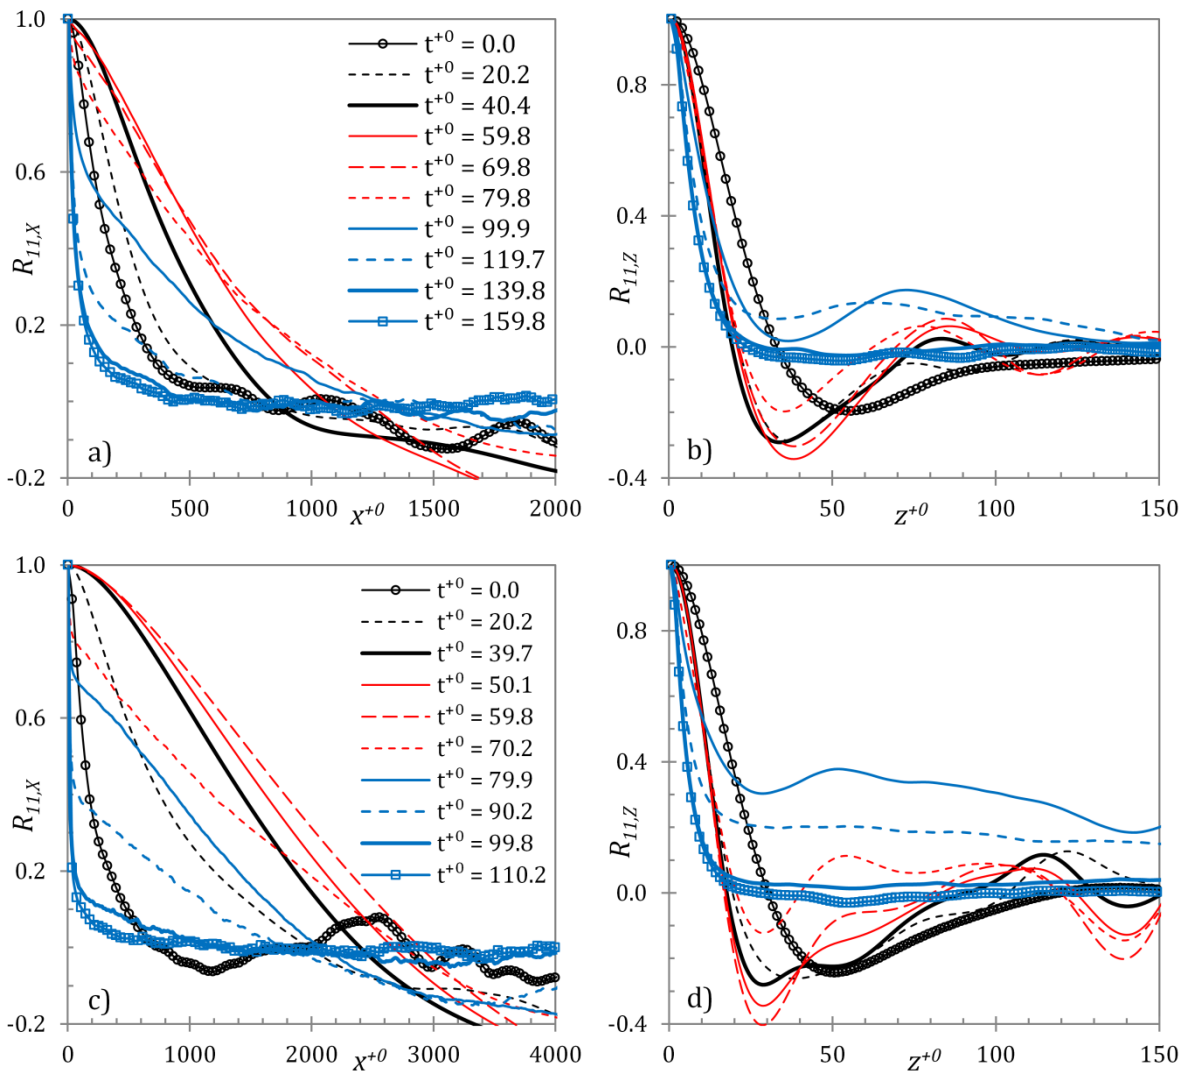 1.0
0.6
0.2
-0.2
R11,X
t+0 = 0.0
t+0 = 20.2
t+0 = 40.4
t+0 = 59.8
t+0 = 69.8
t+0 = 79.8
t+0 = 99.9
t+0 = 119.7
t+0 = 139.8
t+0 = 159.8
a)
0 500 1000 1500 2000
X+0
0.8
0.4
0.0
-0.4
R11,Z
b)
0 50 100 150
Z+0
1.0
0.6
0.2
-0.2
R11,X
t+0 = 0.0
t+0 = 20.2
t+0 = 39.7
t+0 = 50.1
t+0 = 59.8
t+0 = 70.2
t+0 = 79.9
t+0 = 90.2
t+0 = 99.8
t+0 = 110.2
c)
0 1000 2000 3000 4000
X+0
0.8
0.4
0.0
-0.4
R11,Z
d)
0 50 100 150
Z+0